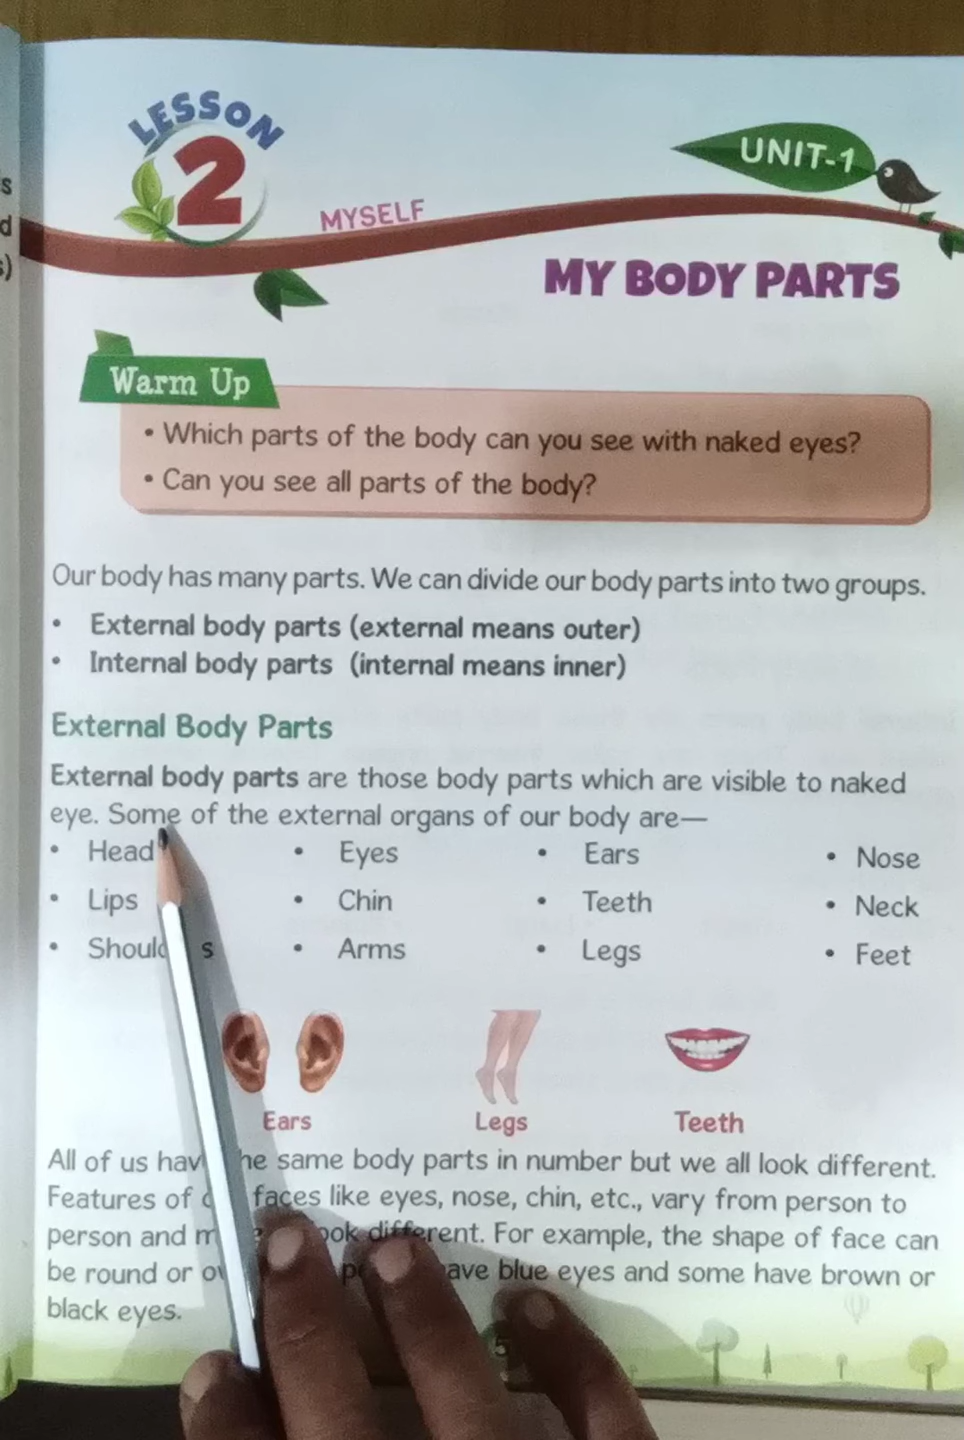 s
d
s)
LESSON
2
UNIT-1
MYSELF
MY BODY PARTS
Warm Up
• Which parts of the body can you see with naked eyes?
• Can you see all parts of the body?
Our body has many parts. We can divide our body parts into two groups.
• External body parts (external means outer)
• Internal body parts (internal means inner)
External Body Parts
External body parts are those body parts which are visible to naked
eye. Some of the external organs of our body are—
• Head • Eyes • Ears • Nose
• Lips • Chin • Teeth • Neck
• • Arms • Legs • Feet
Ears Legs Teeth
All of us same body parts in number but we all look different.
Features of faces like eyes, nose, chin, etc., vary from person to
person and different. For example, the shape of face can
be round or blue eyes and some have brown or
black eyes.
5